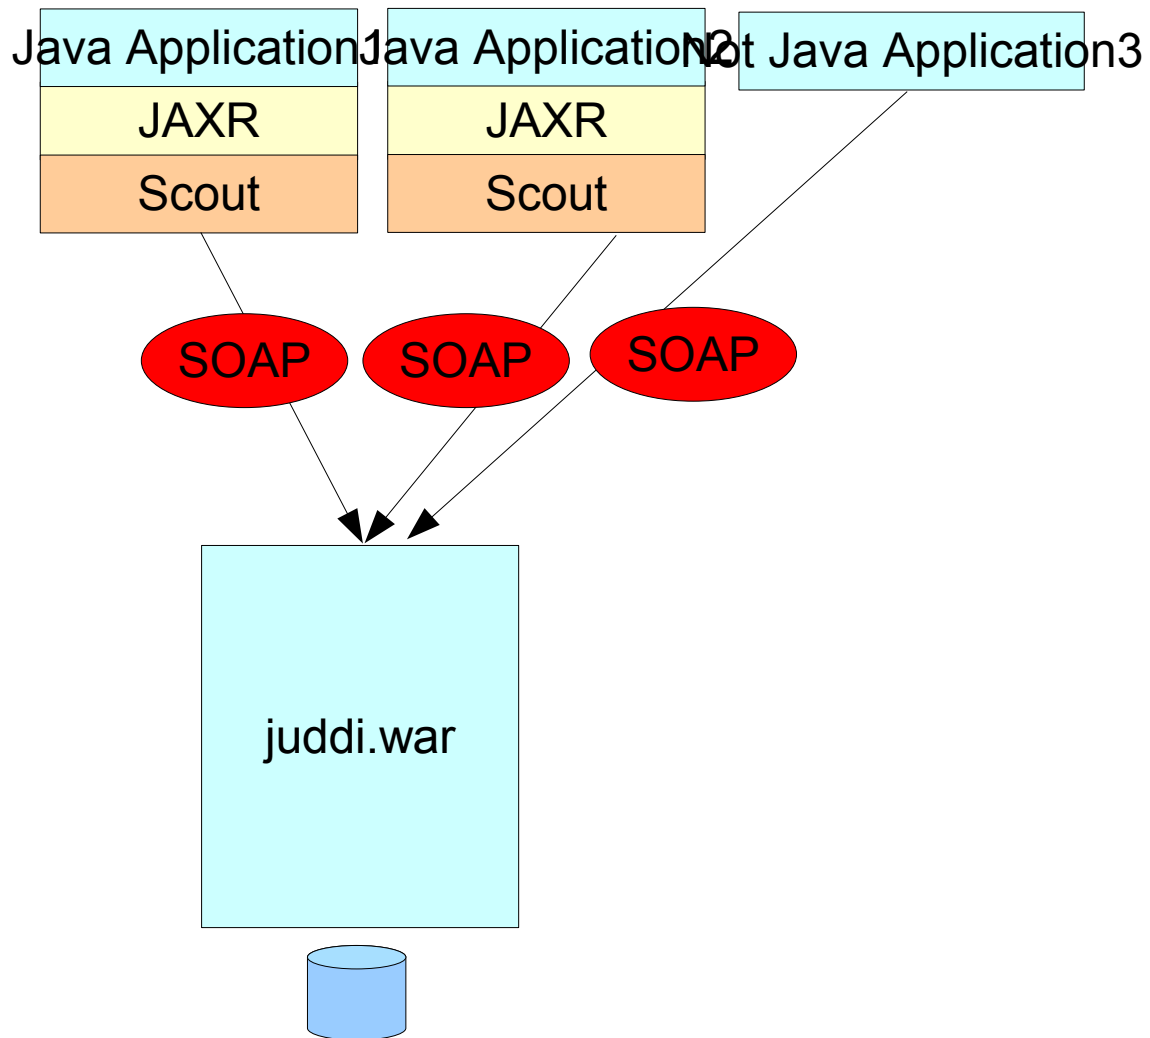 Java Application1
Java Application2
Not Java Application3
JAXR
JAXR
Scout
Scout
SOAP
SOAP
SOAP
juddi.war